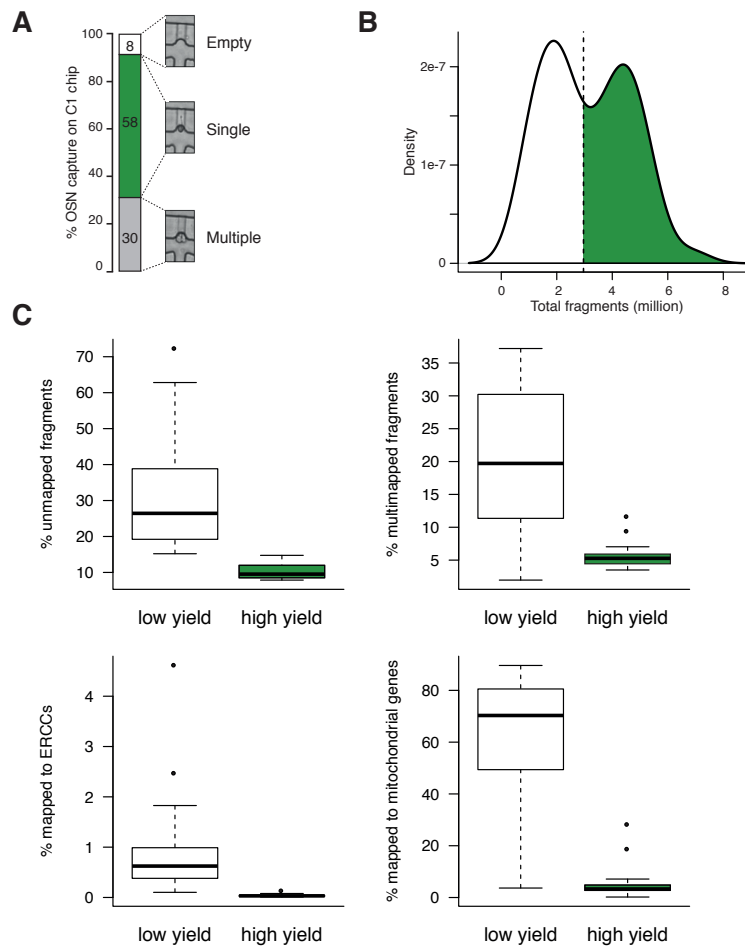 A
% OSN capture on C1 chip
100
80
60
40
20
0
8
58
30
Empty
Single
Multiple
B
Density
2e-7
1e-7
0
0 2 4 6 8
Total fragments (million)
C
% unmapped fragments
70
60
50
40
30
20
10
low yield high yield
% multimapped fragments
35
30
25
20
15
10
5
low yield high yield
% mapped to ERCCs
4
3
2
1
0
low yield high yield
% mapped to mitochondrial genes
80
60
40
20
0
low yield high yield